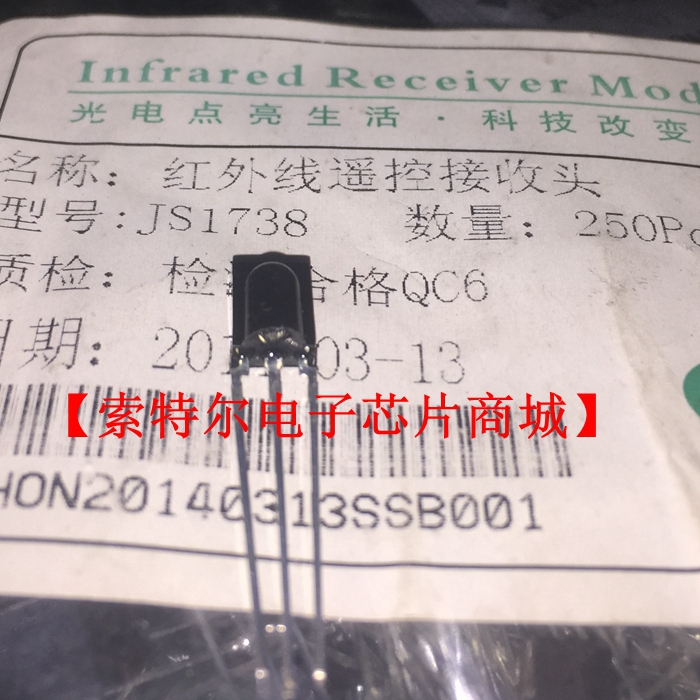 Infrared Receiver Mod
光电点亮生活·科技改变
名称：红外线遥控接收头
型号:JS1738 数量：250Pc
质检：检 合格QC6
日期：201 03-13
【索特尔电子芯片商城】
HON20140313SSB001